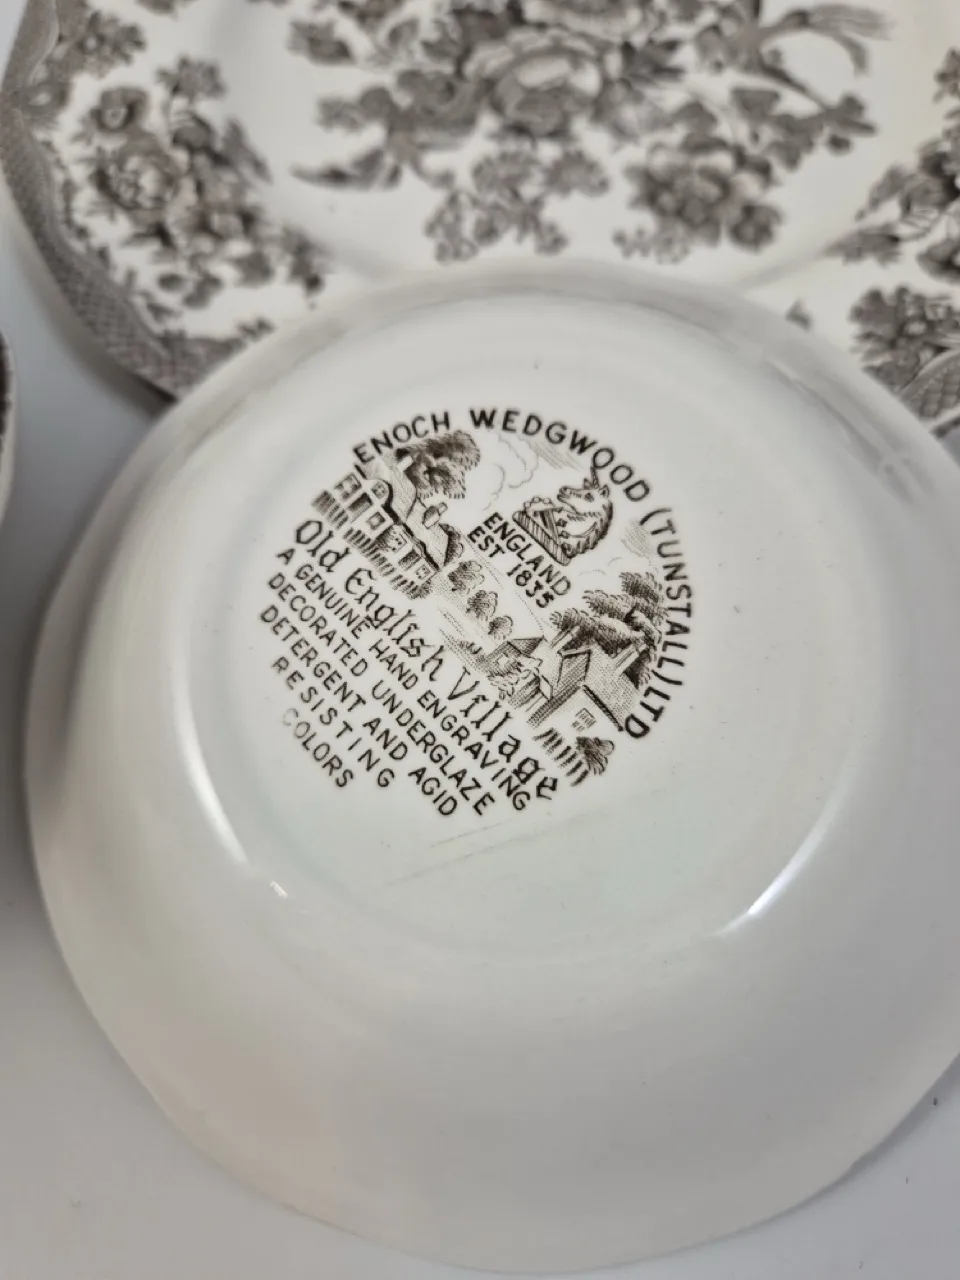 ENOCH WEDGWOOD (TUNSTALL) LTD
ENGLAND
EST 1835
Old English Village
A GENUINE HAND ENGRAVING
DECORATED UNDERGLAZE
DETERGENT AND ACID
RESISTING
COLORS